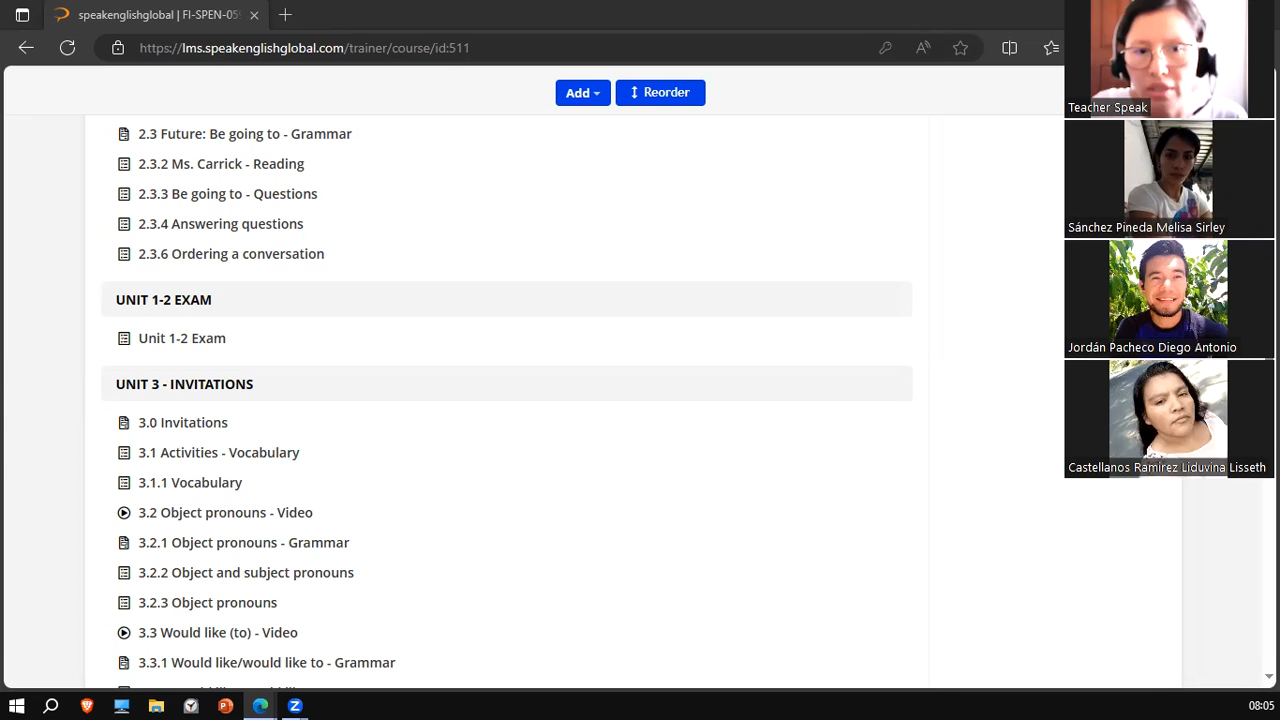 speakenglishglobal | FI-SPEN-05
https://lms.speakenglishglobal.com/trainer/course/id:511
Add
Reorder
2.3 Future: Be going to - Grammar
2.3.2 Ms. Carrick - Reading
2.3.3 Be going to - Questions
2.3.4 Answering questions
2.3.6 Ordering a conversation
UNIT 1-2 EXAM
Unit 1-2 Exam
UNIT 3 - INVITATIONS
3.0 Invitations
3.1 Activities - Vocabulary
3.1.1 Vocabulary
3.2 Object pronouns - Video
3.2.1 Object pronouns - Grammar
3.2.2 Object and subject pronouns
3.2.3 Object pronouns
3.3 Would like (to) - Video
3.3.1 Would like/would like to - Grammar
Teacher Speak
Sánchez Pineda Melisa Sirley
Jordán Pacheco Diego Antonio
Castellanos Ramírez Liduvina Lisseth
08:05